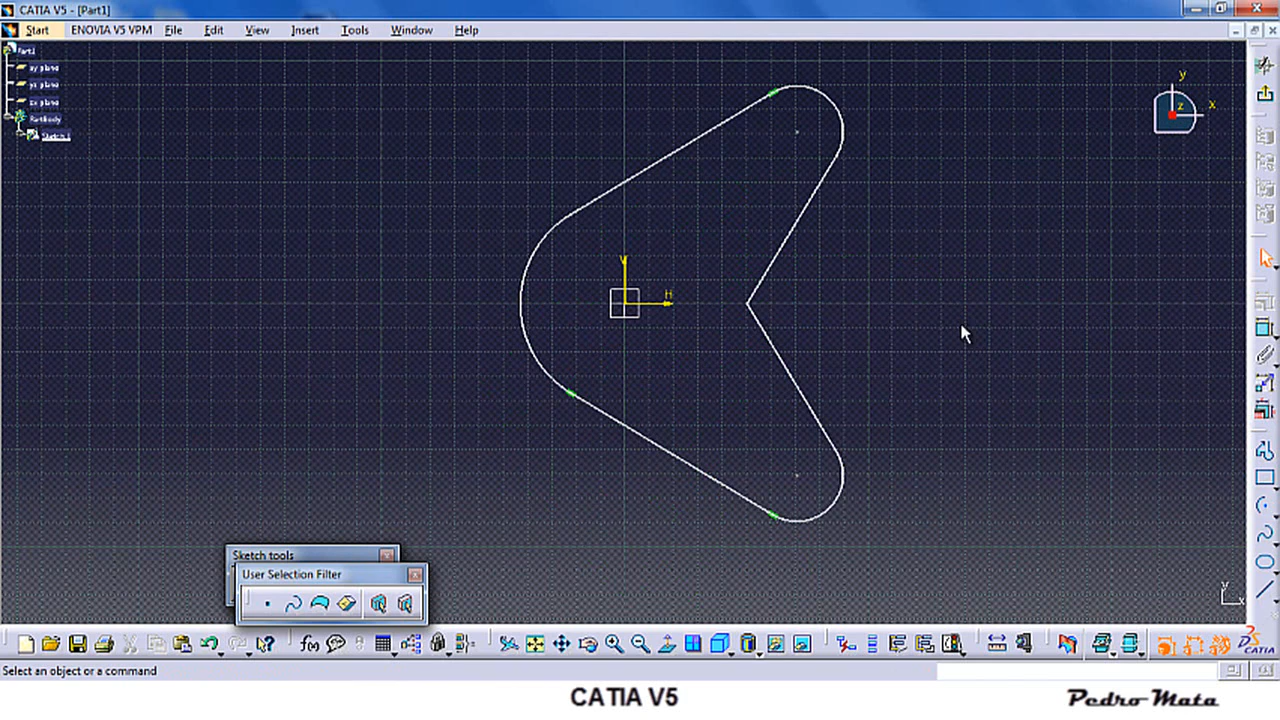 CATIA V5 - [Part1]
Start ENOVIA V5 VPM File Edit View Insert Tools Window Help
Part1
xy plane
yz plane
zx plane
PartBody
Sketch.1
y
z x
V
H
Sketch tools
User Selection Filter
y
x
f(x)
CATIA
Select an object or a command
CATIA V5
Pedro Mata